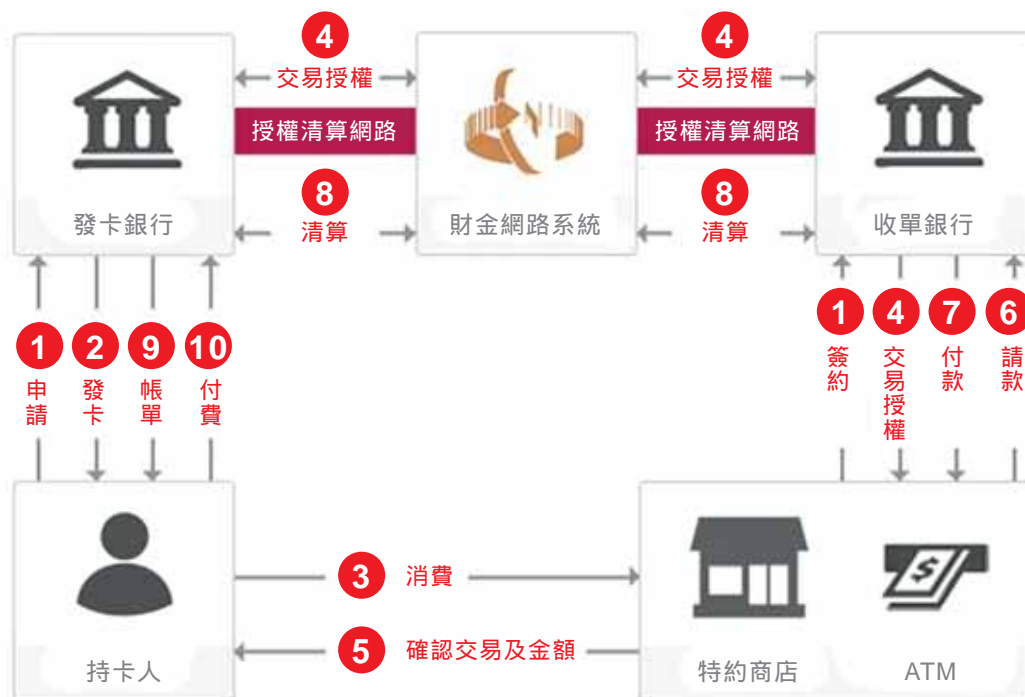 4
4
交易授權
交易授權
授權清算網路
授權清算網路
8
8
發卡銀行
清算
財金網路系統
清算
收單銀行
1
2
9
10
1
4
7
6
申請
發卡
帳單
付費
簽約
交易授權
付款
請款
3
消費
5
確認交易及金額
持卡人
特約商店
ATM
$